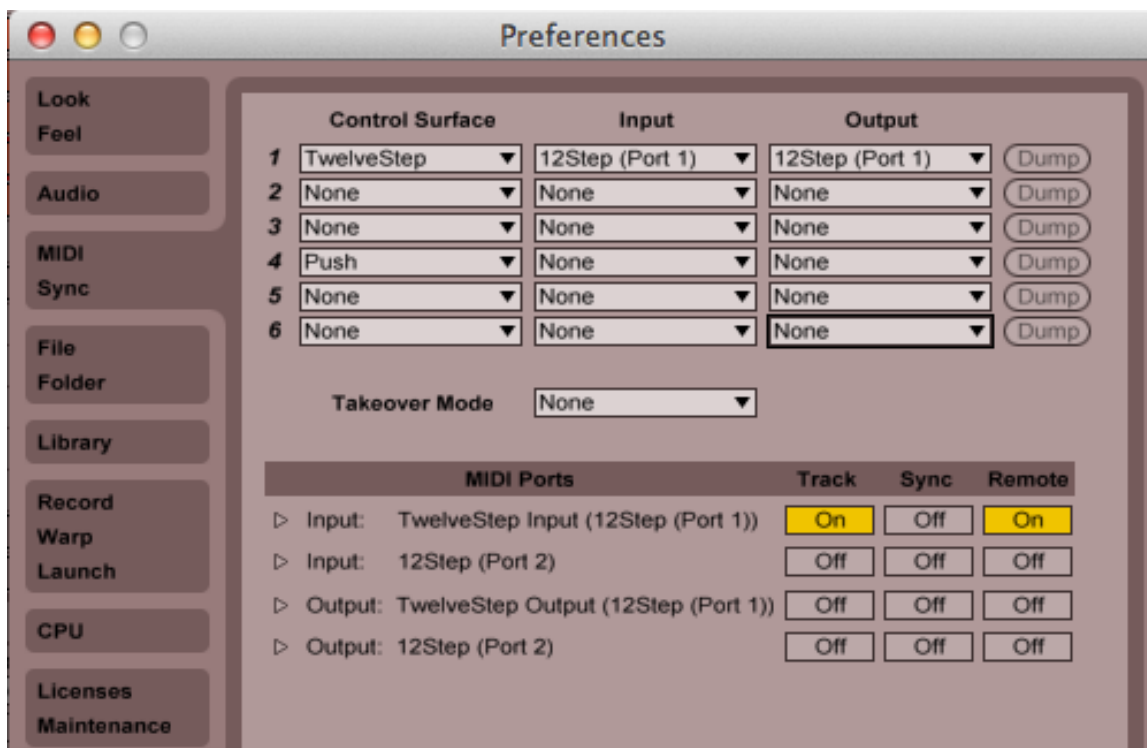 Preferences
Look
Feel
Audio
MIDI
Sync
File
Folder
Library
Record
Warp
Launch
CPU
Licenses
Maintenance
Control Surface Input Output
1 TwelveStep 12Step (Port 1) 12Step (Port 1) Dump
2 None None None Dump
3 None None None Dump
4 Push None None Dump
5 None None None Dump
6 None None None Dump
Takeover Mode None
MIDI Ports Track Sync Remote
Input: TwelveStep Input (12Step (Port 1)) On Off On
Input: 12Step (Port 2) Off Off Off
Output: TwelveStep Output (12Step (Port 1)) Off Off Off
Output: 12Step (Port 2) Off Off Off